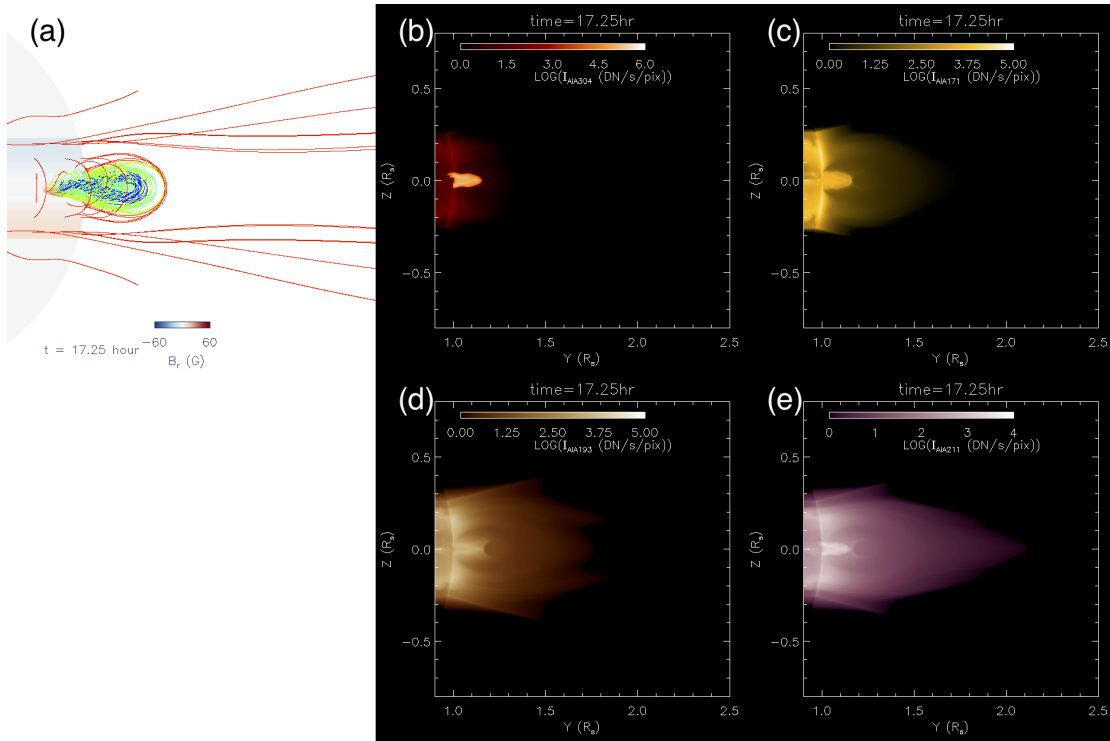 (a)
t = 17.25 hour
−60 60
B_r (G)
(b)
time=17.25hr
0.0 1.5 3.0 4.5 6.0
LOG(I_AIA304 (DN/s/pix))
0.5
0.0
−0.5
Z (R_s)
1.0 1.5 2.0 2.5
Y (R_s)
(c)
time=17.25hr
0.0 1.25 2.50 3.75 5.00
LOG(I_AIA171 (DN/s/pix))
0.5
0.0
−0.5
Z (R_s)
1.0 1.5 2.0 2.5
Y (R_s)
(d)
time=17.25hr
0.00 1.25 2.50 3.75 5.00
LOG(I_AIA193 (DN/s/pix))
0.5
0.0
−0.5
Z (R_s)
1.0 1.5 2.0 2.5
Y (R_s)
(e)
time=17.25hr
0 1 2 3 4
LOG(I_AIA211 (DN/s/pix))
0.5
0.0
−0.5
Z (R_s)
1.0 1.5 2.0 2.5
Y (R_s)